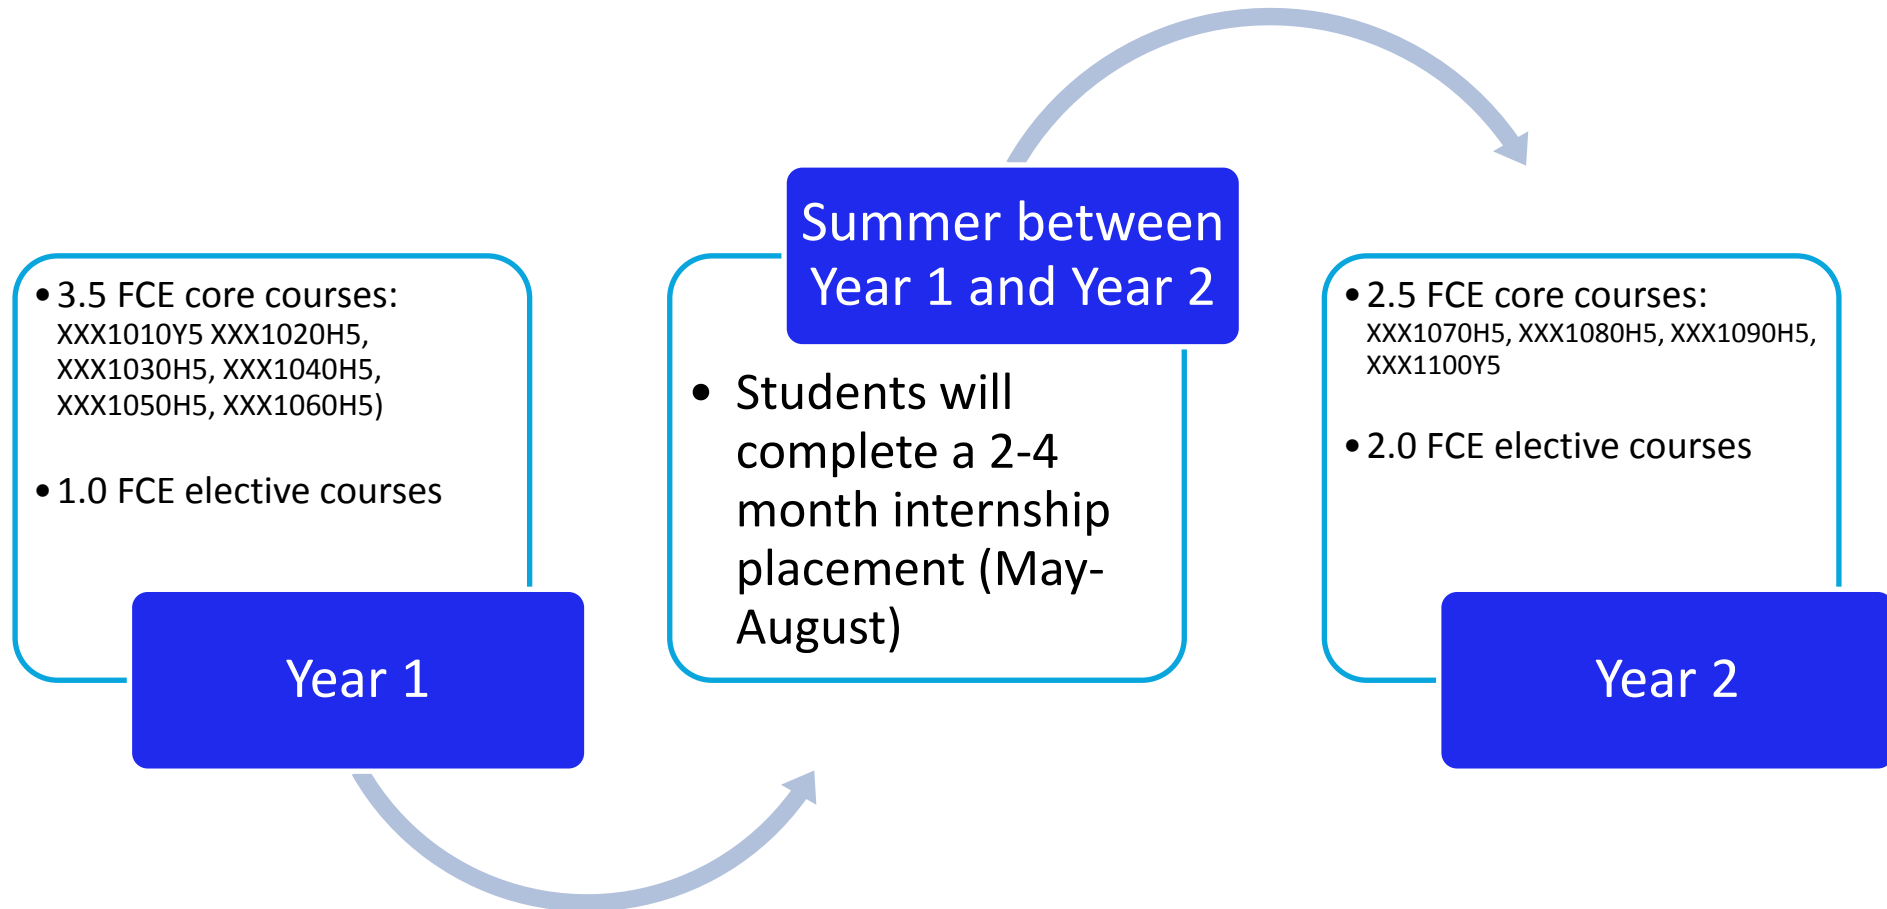 • 3.5 FCE core courses:
XXX1010Y5 XXX1020H5,
XXX1030H5, XXX1040H5,
XXX1050H5, XXX1060H5)
• 1.0 FCE elective courses
Year 1
Summer between
Year 1 and Year 2
• Students will
complete a 2-4
month internship
placement (May-
August)
• 2.5 FCE core courses:
XXX1070H5, XXX1080H5, XXX1090H5,
XXX1100Y5
• 2.0 FCE elective courses
Year 2